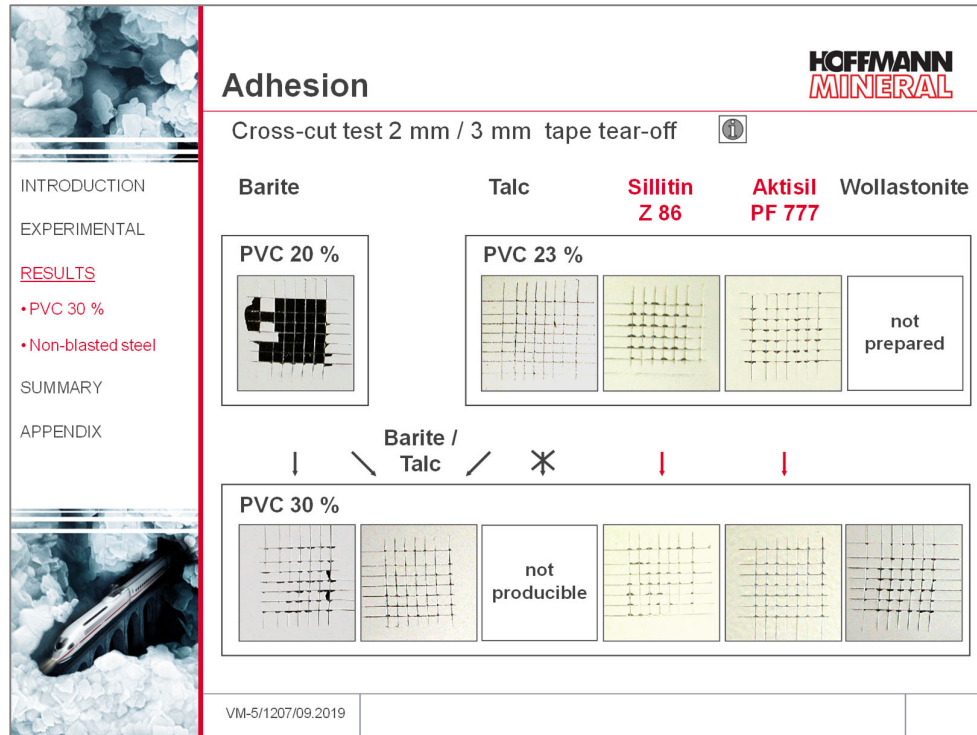 HOFFMANN
MINERAL
Adhesion
Cross-cut test 2 mm / 3 mm tape tear-off
INTRODUCTION
EXPERIMENTAL
RESULTS
• PVC 30 %
• Non-blasted steel
SUMMARY
APPENDIX
Barite
Talc
Sillitin
Z 86
Aktisil
PF 777
Wollastonite
PVC 20 %
PVC 23 %
not
prepared
Barite /
Talc
PVC 30 %
not
producible
VM-5/1207/09.2019